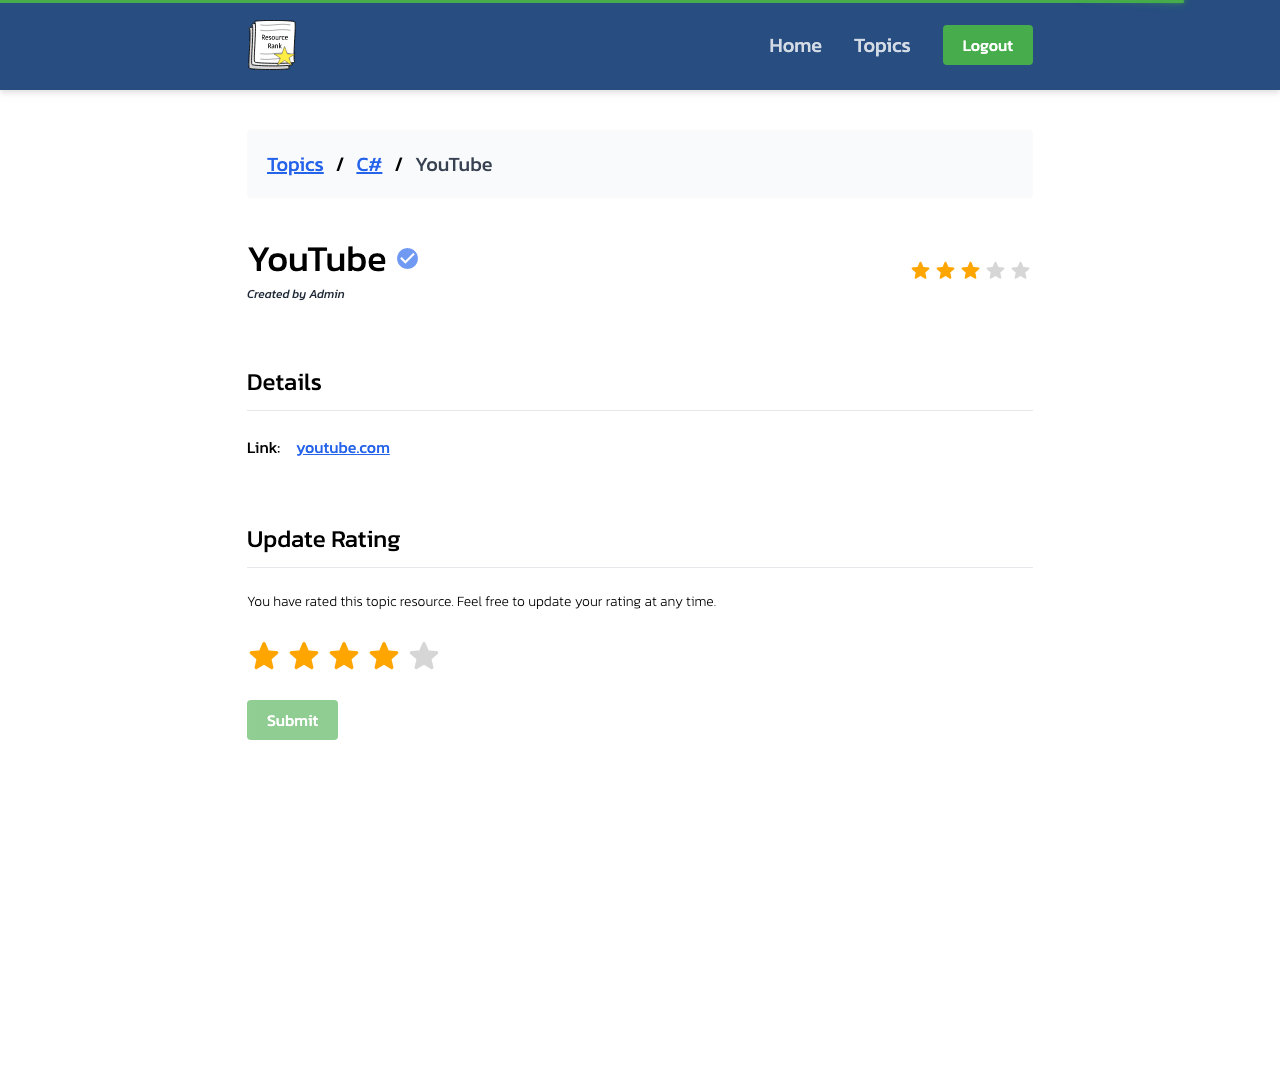 Resource
Rank
Home Topics Logout
Topics / C# / YouTube
YouTube
Created by Admin
Details
Link: youtube.com
Update Rating
You have rated this topic resource. Feel free to update your rating at any time.
Submit